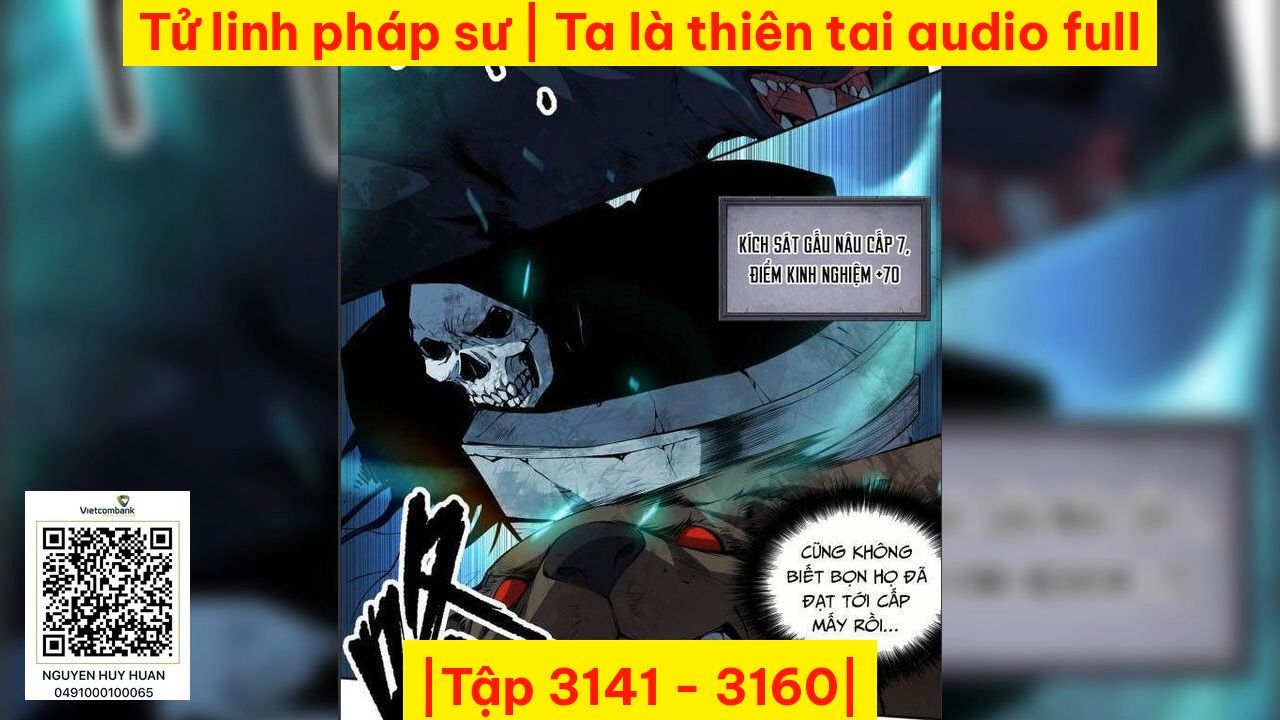 Tử linh pháp sư | Ta là thiên tai audio full
KÍCH SÁT GẤU NÂU CẤP 7,
ĐIỂM KINH NGHIỆM +70
CŨNG KHÔNG
BIẾT BỌN HỌ ĐÃ
ĐẠT TỚI CẤP
MẤY RỒI...
Vietcombank
NGUYEN HUY HUAN
0491000100065
|Tập 3141 - 3160|